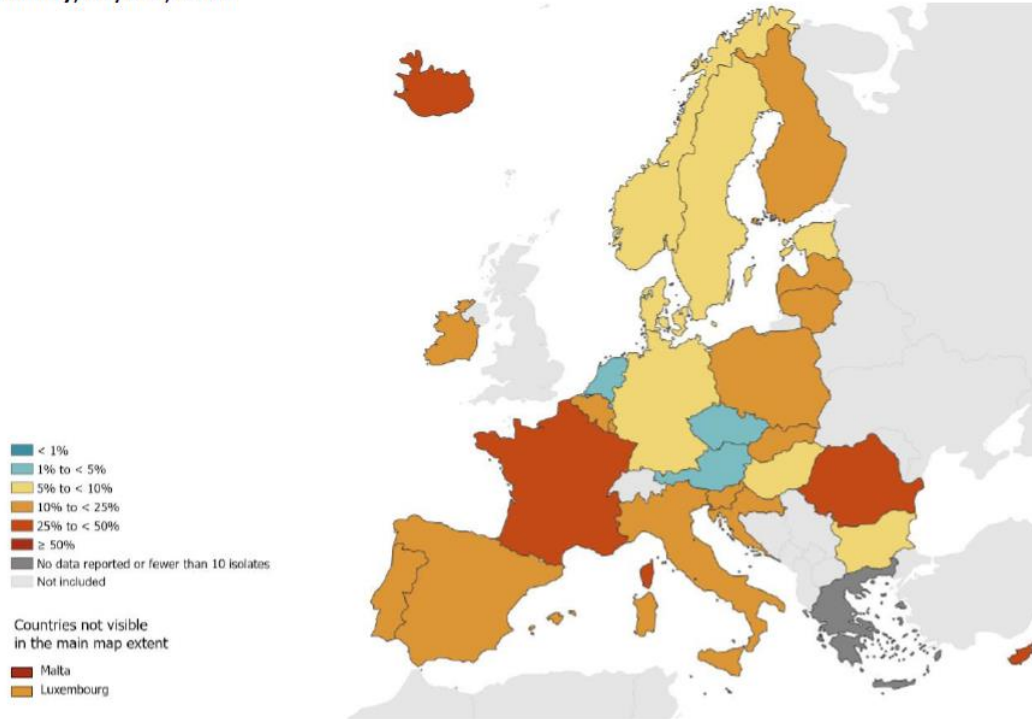 < 1%
1% to < 5%
5% to < 10%
10% to < 25%
25% to < 50%
≥ 50%
No data reported or fewer than 10 isolates
Not included
Countries not visible
in the main map extent
Malta
Luxembourg